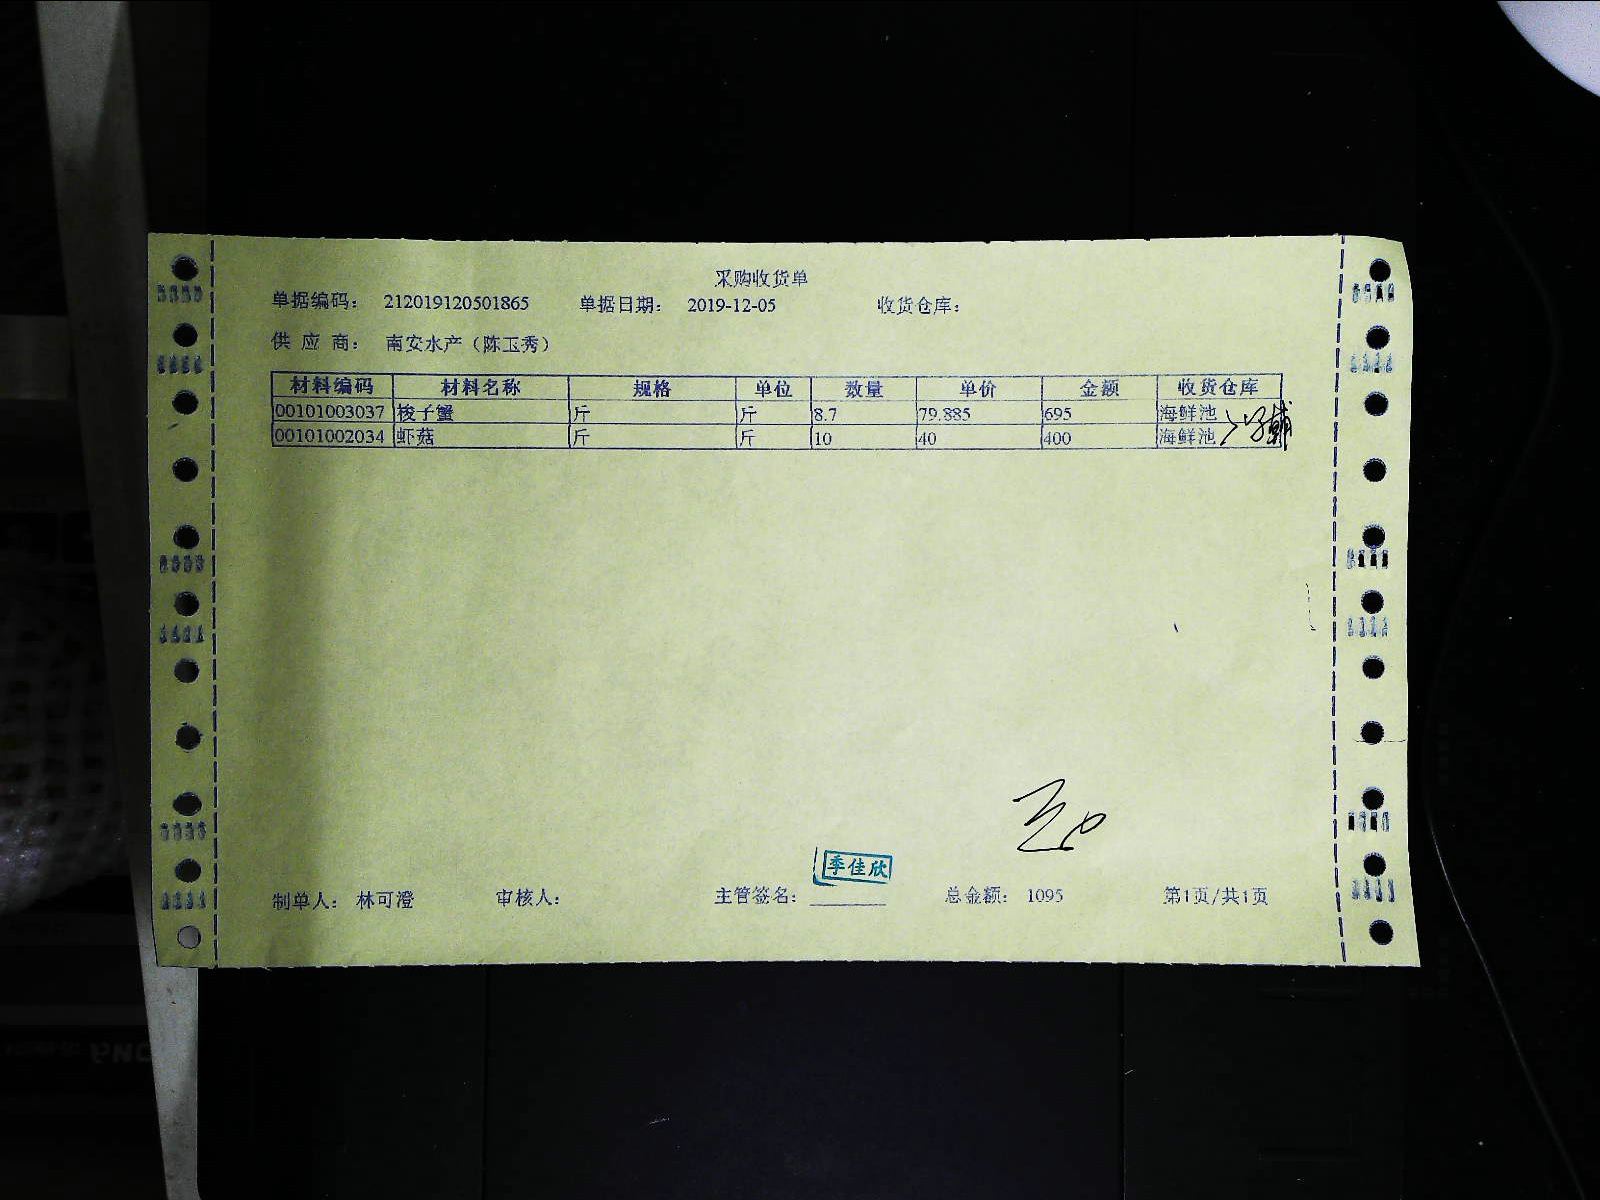 采购收货单
单据编码： 212019120501865 单据日期： 2019-12-05 收货仓库：
供 应 商： 南安水产（陈玉秀）
材料编码 材料名称 规格 单位 数量 单价 金额 收货仓库
00101003037 梭子蟹 斤 斤 8.7 79.885 695 海鲜池
00101002034 虾菇 斤 斤 10 40 400 海鲜池
季佳欣
制单人： 林可澄 审核人： 主管签名： 总金额： 1095 第1页/共1页